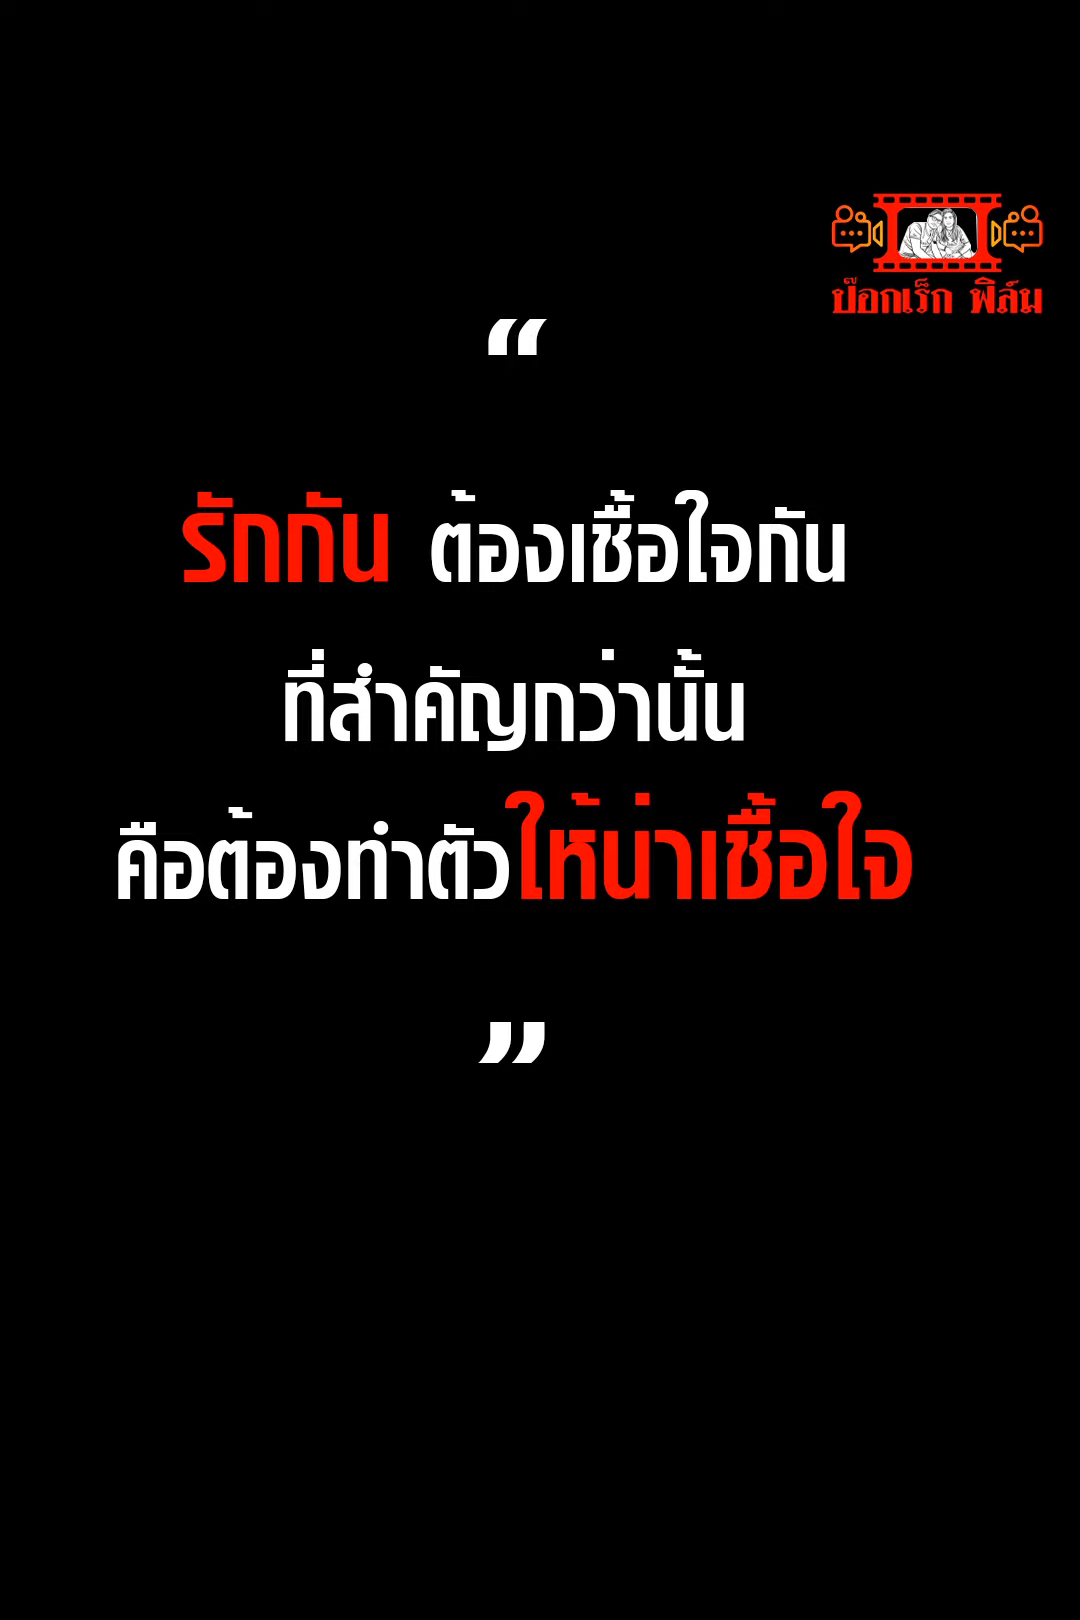 ป๊อกเร็ก ฟิล์ม
“
รักกัน ต้องเชื้อใจกัน
ที่สำคัญกว่านั้น
คือต้องทำตัวให้น่าเชื้อใจ
”